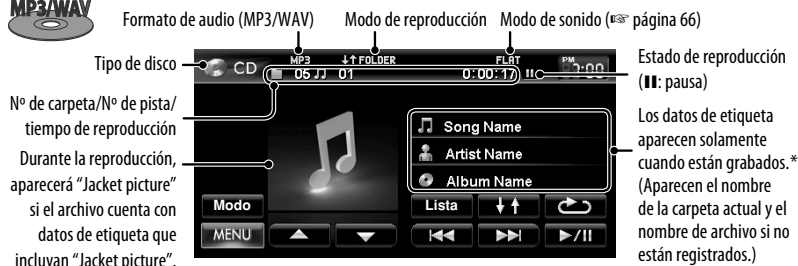 MP3/WAV
Formato de audio (MP3/WAV) Modo de reproducción Modo de sonido (☞ página 66)
Tipo de disco
CD MP3 ↓↑FOLDER FLAT PM
05 01 0:00:17 7:00
Estado de reproducción
(⏸: pausa)
Nº de carpeta/Nº de pista/
tiempo de reproducción
Durante la reproducción,
aparecerá “Jacket picture”
si el archivo cuenta con
datos de etiqueta que
incluyan “Jacket picture”.
Song Name
Artist Name
Album Name
Los datos de etiqueta
aparecen solamente
cuando están grabados.*
(Aparecen el nombre
de la carpeta actual y el
nombre de archivo si no
están registrados.)
Modo Lista
MENU